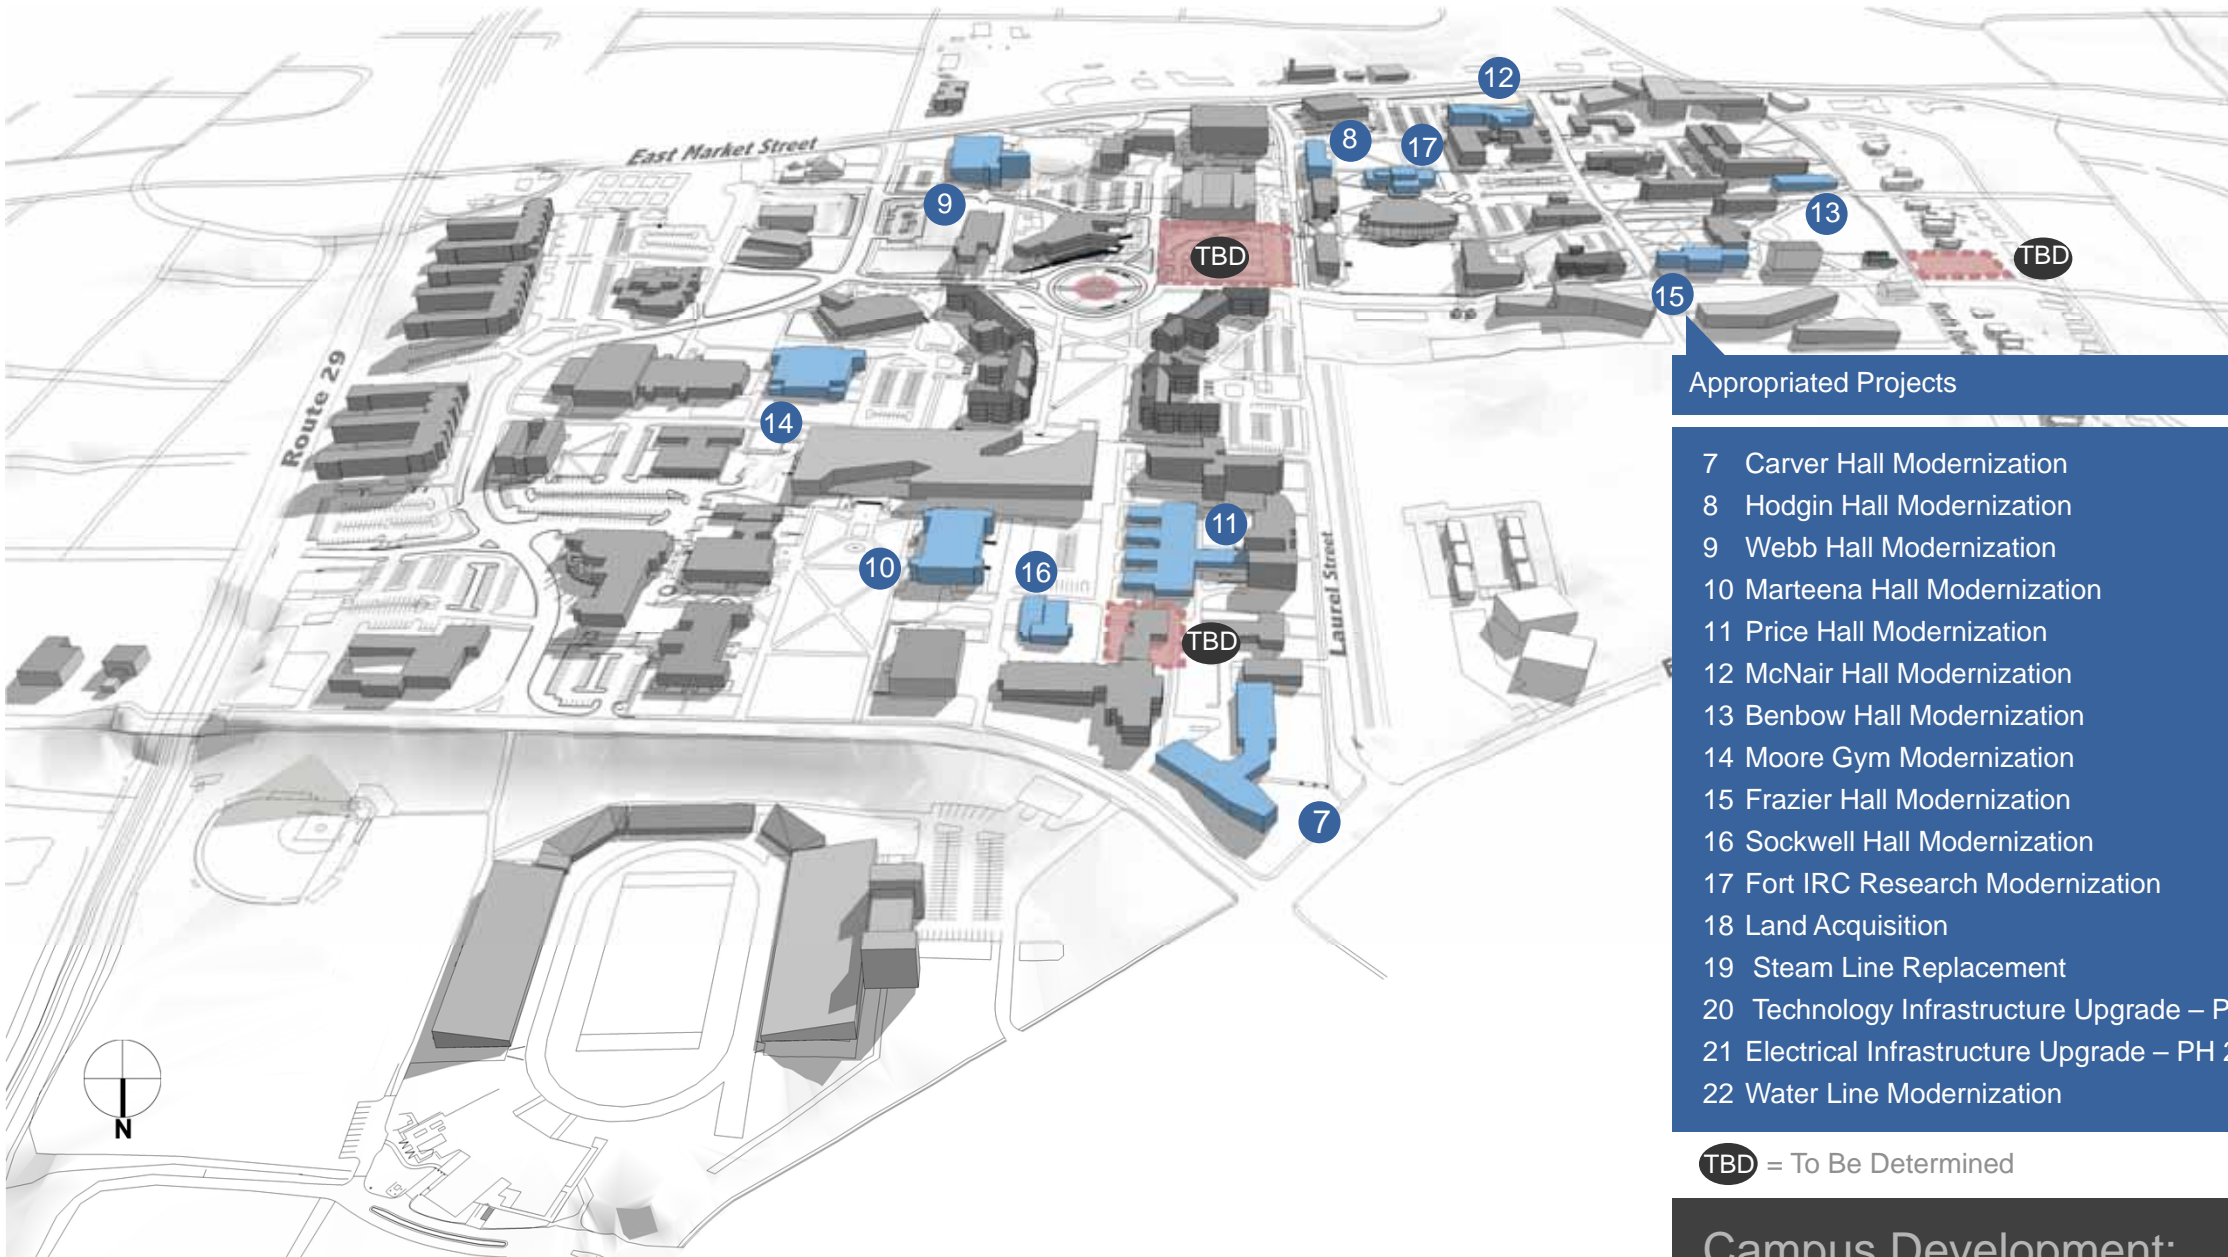 12
8
17
East Market Street
9
13
TBD
TBD
15
Route 29
Appropriated Projects
14
7 Carver Hall Modernization
8 Hodgin Hall Modernization
9 Webb Hall Modernization
10 Marteena Hall Modernization
11 Price Hall Modernization
12 McNair Hall Modernization
13 Benbow Hall Modernization
14 Moore Gym Modernization
15 Frazier Hall Modernization
16 Sockwell Hall Modernization
17 Fort IRC Research Modernization
18 Land Acquisition
19 Steam Line Replacement
20 Technology Infrastructure Upgrade – P
21 Electrical Infrastructure Upgrade – PH 2
22 Water Line Modernization
11
10
16
Laurel Street
TBD
7
N
TBD = To Be Determined
Campus Development: